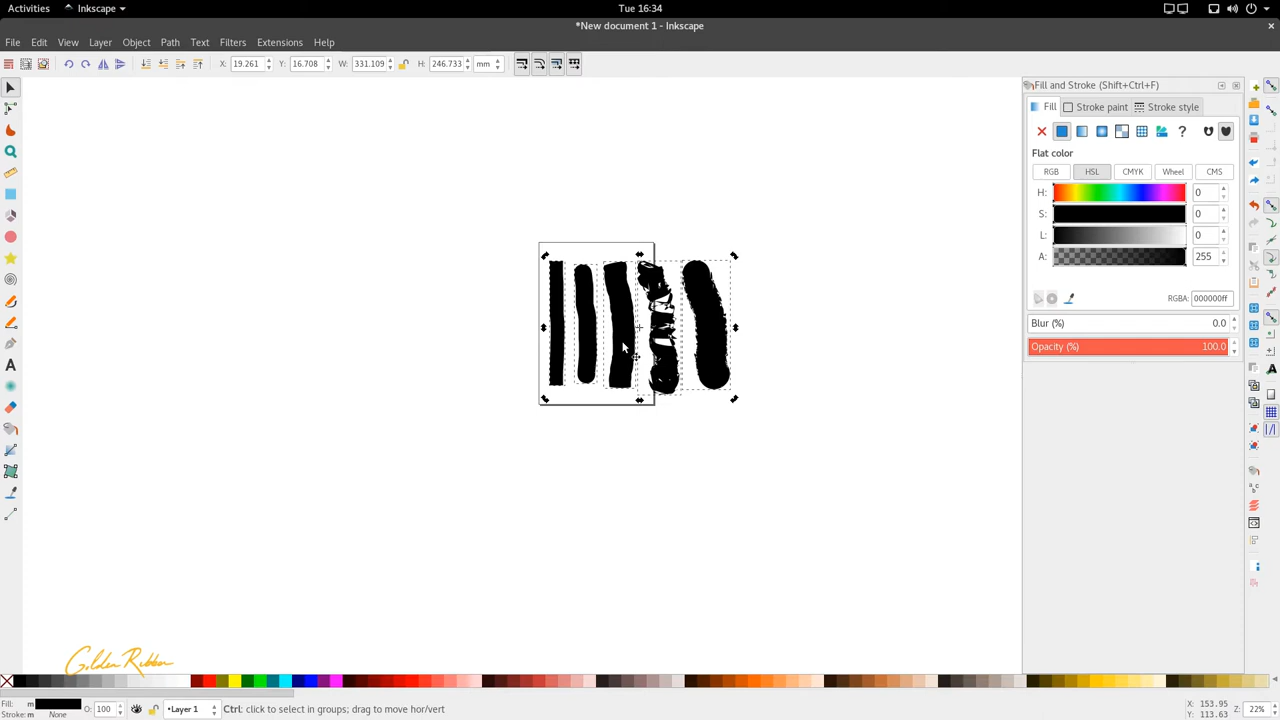 Activities Inkscape Tue 16:34
*New document 1 - Inkscape
File Edit View Layer Object Path Text Filters Extensions Help
X: 19.261 Y: 16.708 W: 331.109 H: 246.733 mm
Fill and Stroke (Shift+Ctrl+F)
Fill Stroke paint Stroke style
Flat color
RGB HSL CMYK Wheel CMS
H: 0
S: 0
L: 0
A: 255
RGBA: 000000ff
Blur (%) 0.0
Opacity (%) 100.0
Golden Ribbon
Fill: m
Stroke: m None
O: 100
•Layer 1
Ctrl: click to select in groups; drag to move hor/vert
X: 153.95
Y: 113.63
Z: 22%